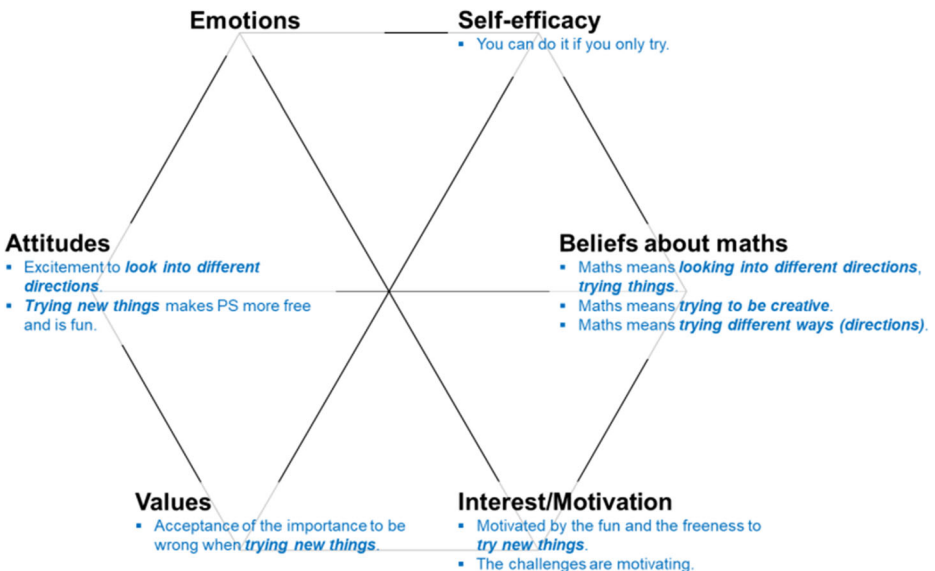 Emotions
Self-efficacy
▪ You can do it if you only try.
Attitudes
▪ Excitement to look into different
directions.
▪ Trying new things makes PS more free
and is fun.
Beliefs about maths
▪ Maths means looking into different directions,
trying things.
▪ Maths means trying to be creative.
▪ Maths means trying different ways (directions).
Values
▪ Acceptance of the importance to be
wrong when trying new things.
Interest/Motivation
▪ Motivated by the fun and the freeness to
try new things.
▪ The challenges are motivating.